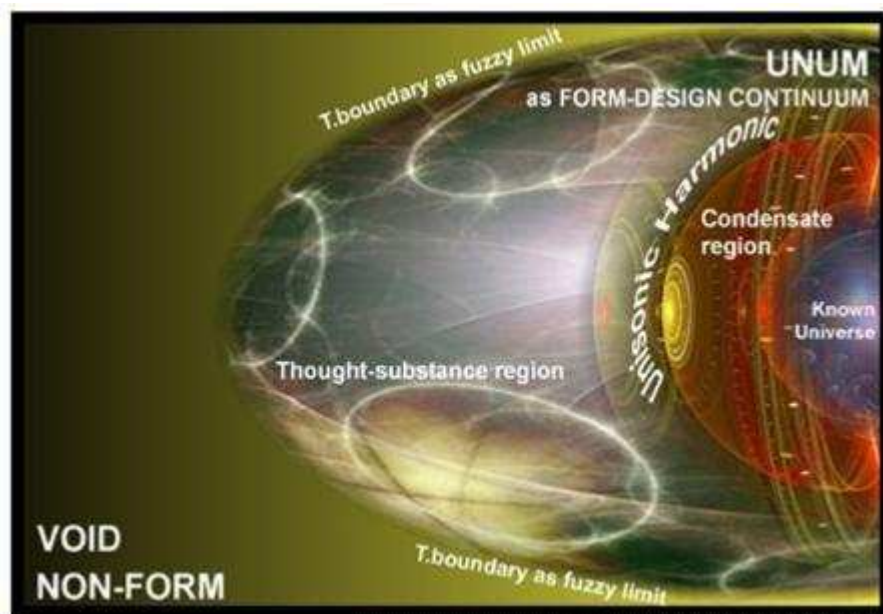 T.boundary as fuzzy limit
UNUM
as FORM-DESIGN CONTINUUM
Unisonic Harmonic
Condensate
region
Known
Universe
Thought-substance region
VOID
NON-FORM
T.boundary as fuzzy limit